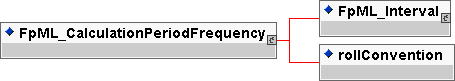 FpML_Interval
FpML_CalculationPeriodFrequency
rollConvention